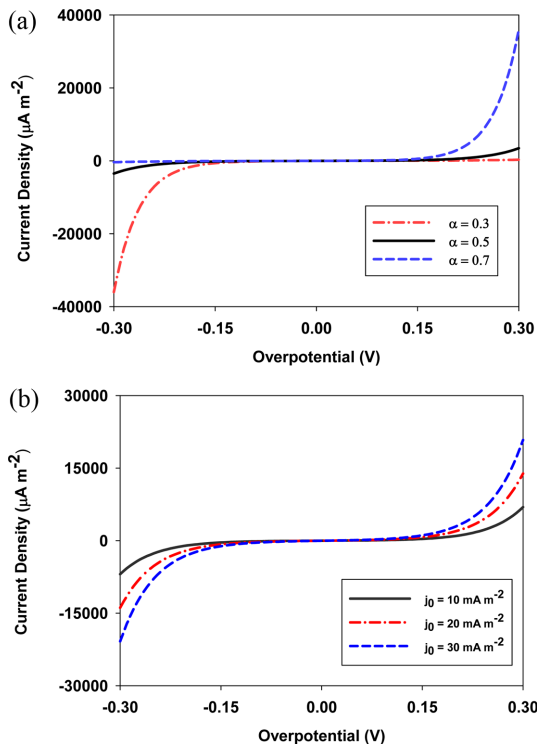 (a)
40000
20000
0
-20000
-40000
Current Density (µA m⁻²)
-0.30 -0.15 0.00 0.15 0.30
Overpotential (V)
α = 0.3
α = 0.5
α = 0.7
(b)
30000
15000
0
-15000
-30000
Current Density (µA m⁻²)
-0.30 -0.15 0.00 0.15 0.30
Overpotential (V)
j₀ = 10 mA m⁻²
j₀ = 20 mA m⁻²
j₀ = 30 mA m⁻²